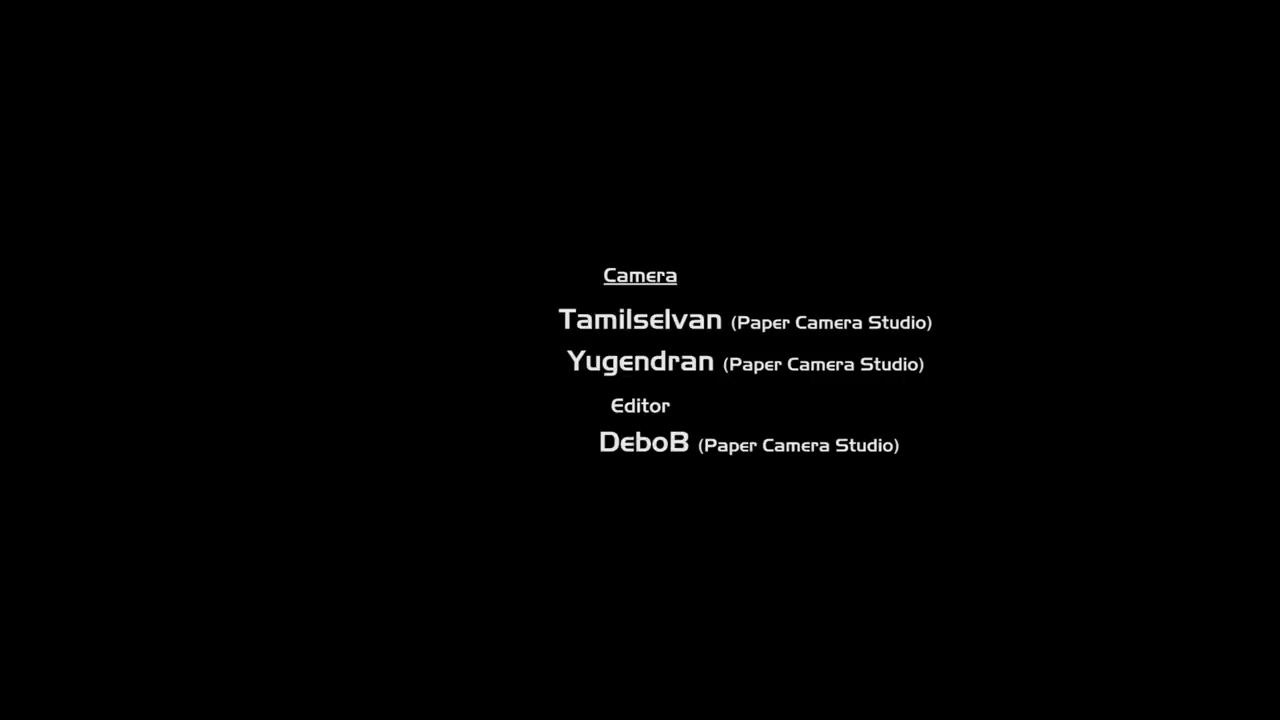 Camera
Tamilselvan (Paper Camera Studio)
Yugendran (Paper Camera Studio)
Editor
DeboB (Paper Camera Studio)